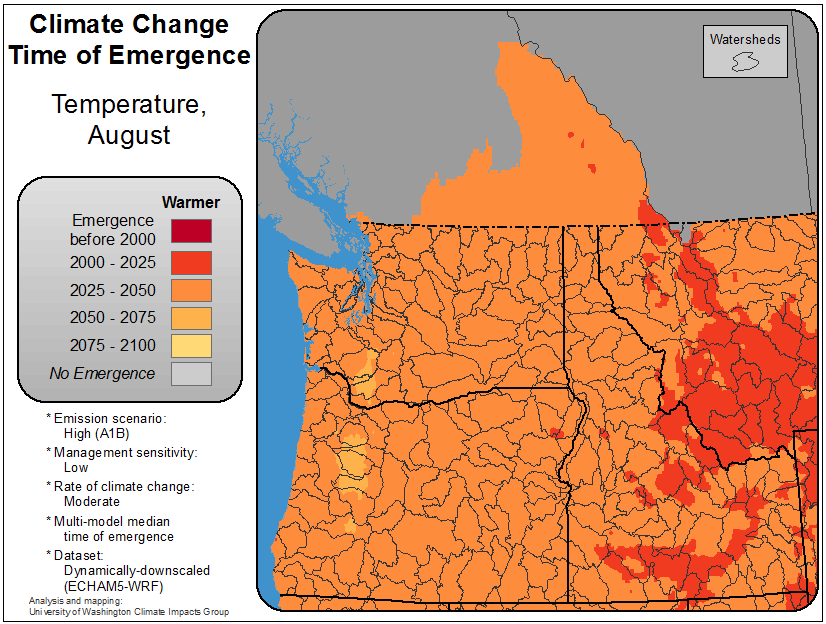 Climate Change
Time of Emergence
Temperature,
August
Watersheds
Warmer
Emergence
before 2000
2000 - 2025
2025 - 2050
2050 - 2075
2075 - 2100
No Emergence
* Emission scenario:
High (A1B)
* Management sensitivity:
Low
* Rate of climate change:
Moderate
* Multi-model median
time of emergence
* Dataset:
Dynamically-downscaled
(ECHAM5-WRF)
Analysis and mapping:
University of Washington Climate Impacts Group